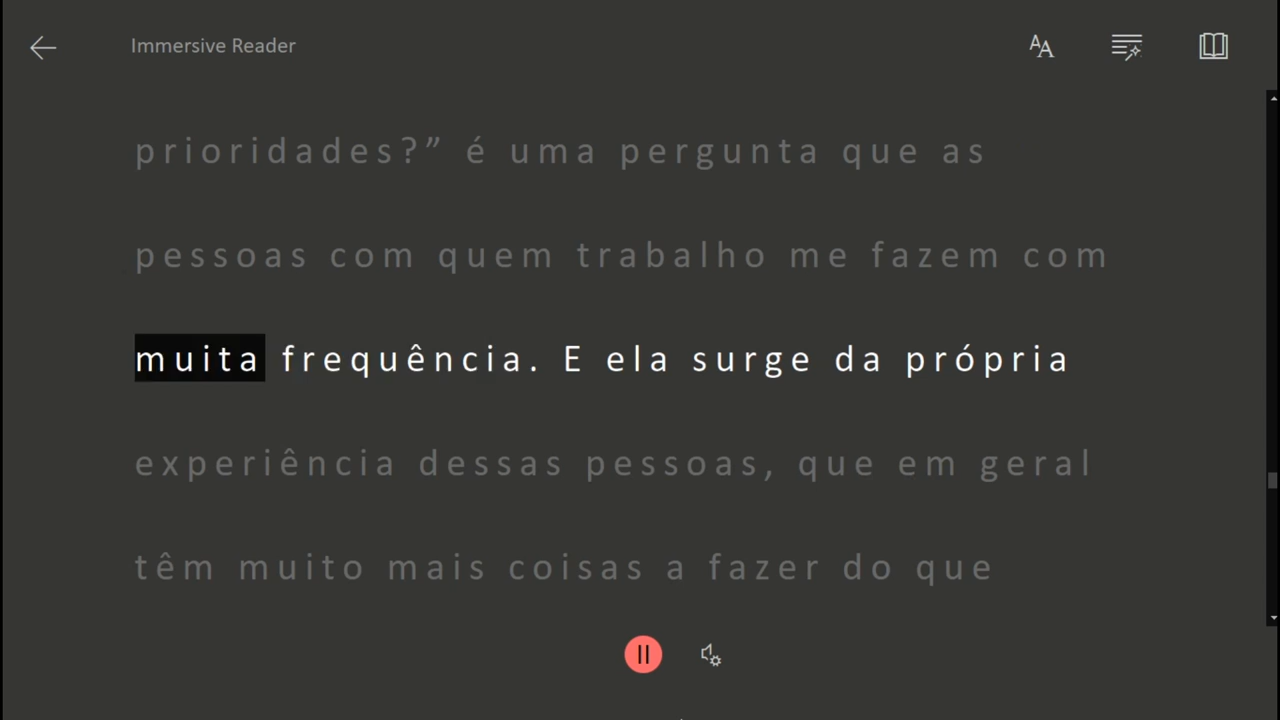 Immersive Reader
prioridades?” é uma pergunta que as
pessoas com quem trabalho me fazem com
muita frequência. E ela surge da própria
experiência dessas pessoas, que em geral
têm muito mais coisas a fazer do que